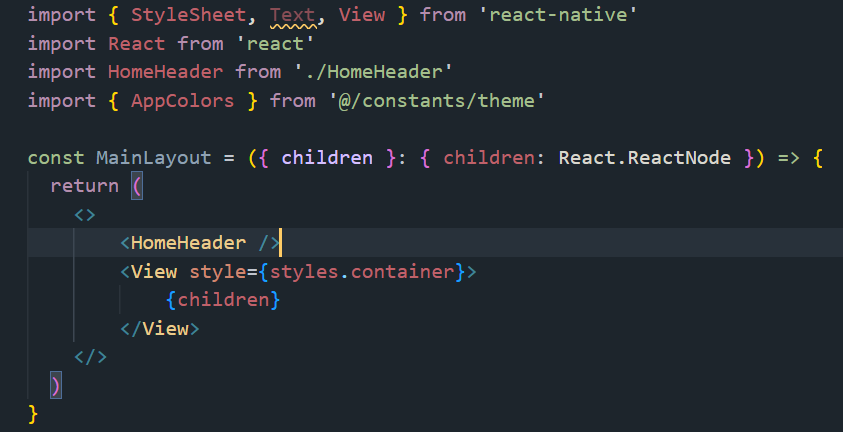 import { StyleSheet, Text, View } from 'react-native'
import React from 'react'
import HomeHeader from './HomeHeader'
import { AppColors } from '@/constants/theme'
const MainLayout = ({ children }: { children: React.ReactNode }) => {
return (
<>
<HomeHeader />
<View style={styles.container}>
{children}
</View>
</>
)
}